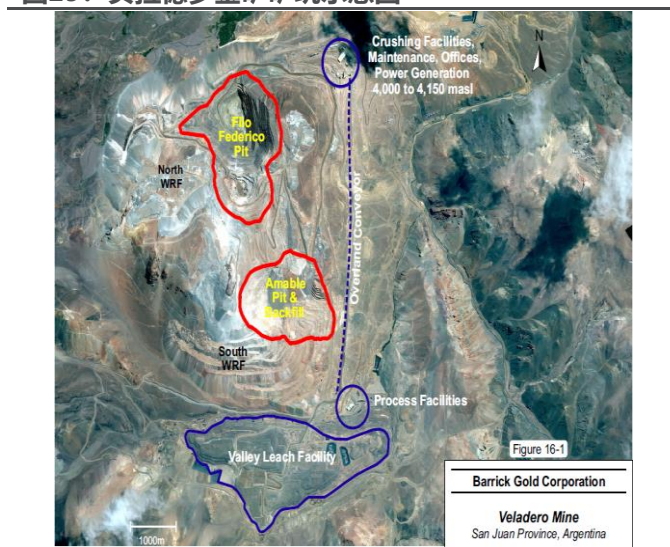 Crushing Facilities,
Maintenance, Offices,
Power Generation
4,000 to 4,150 masl
N
Filo
Federico
Pit
North
WRF
Overland Conveyor
Amable
Pit &
Backfill
South
WRF
Process Facilities
Valley Leach Facility
Figure 16-1
Barrick Gold Corporation
Veladero Mine
San Juan Province, Argentina
1000m